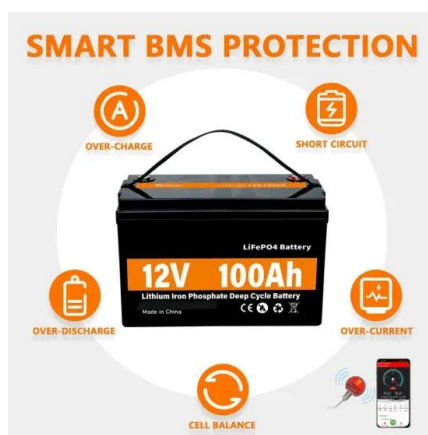 SMART BMS PROTECTION
A
OVER-CHARGE
SHORT CIRCUIT
LiFePO4 Battery
12V 100Ah
Lithium Iron Phosphate Deep Cycle Battery
Made in China
CE
OVER-DISCHARGE
OVER-CURRENT
CELL BALANCE